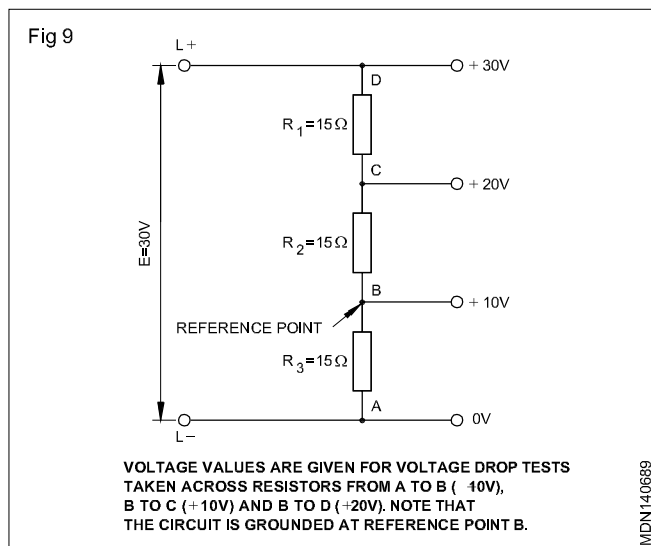 Fig 9
L+
+ 30V
D
R1=15Ω
C
+ 20V
E=30V
R2=15Ω
B
+ 10V
REFERENCE POINT
R3=15Ω
A
0V
L–
VOLTAGE VALUES ARE GIVEN FOR VOLTAGE DROP TESTS
TAKEN ACROSS RESISTORS FROM A TO B ( –10V),
B TO C (+10V) AND B TO D (+20V). NOTE THAT
THE CIRCUIT IS GROUNDED AT REFERENCE POINT B.
MDN140689